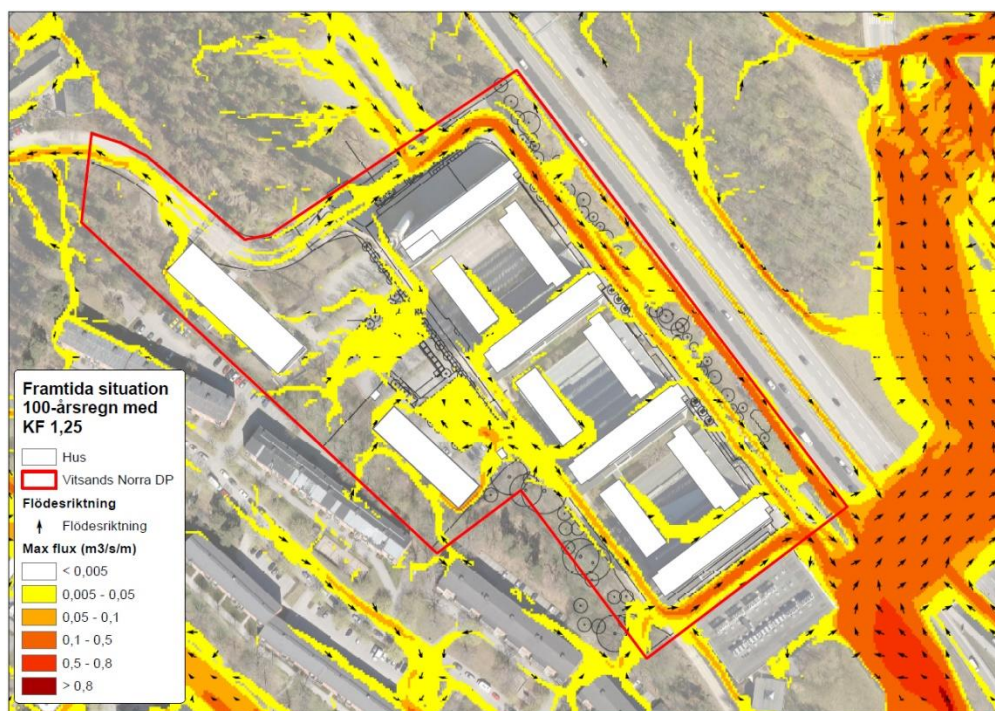 Framtida situation
100-årsregn med
KF 1,25
Hus
Vitsands Norra DP
Flödesriktning
Flödesriktning
Max flux (m3/s/m)
< 0,005
0,005 - 0,05
0,05 - 0,1
0,1 - 0,5
0,5 - 0,8
> 0,8